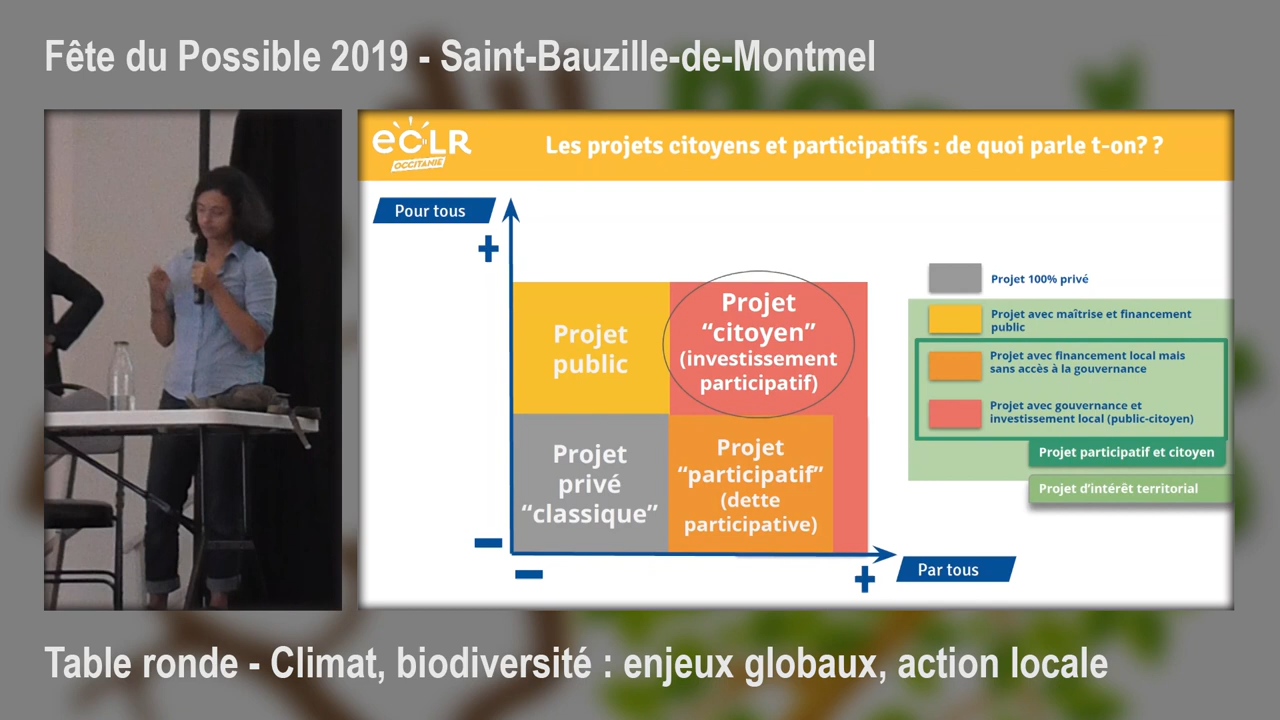 Fête du Possible 2019 - Saint-Bauzille-de-Montmel
eCLR
OCCITANIE
Les projets citoyens et participatifs : de quoi parle t-on? ?
Pour tous
+
Projet
public
Projet
“citoyen”
(investissement
participatif)
Projet
privé
“classique”
Projet
“participatif”
(dette
participative)
Projet 100% privé
Projet avec maîtrise et financement
public
Projet avec financement local mais
sans accès à la gouvernance
Projet avec gouvernance et
investissement local (public-citoyen)
Projet participatif et citoyen
Projet d’intérêt territorial
−
−
+
Par tous
Table ronde - Climat, biodiversité : enjeux globaux, action locale